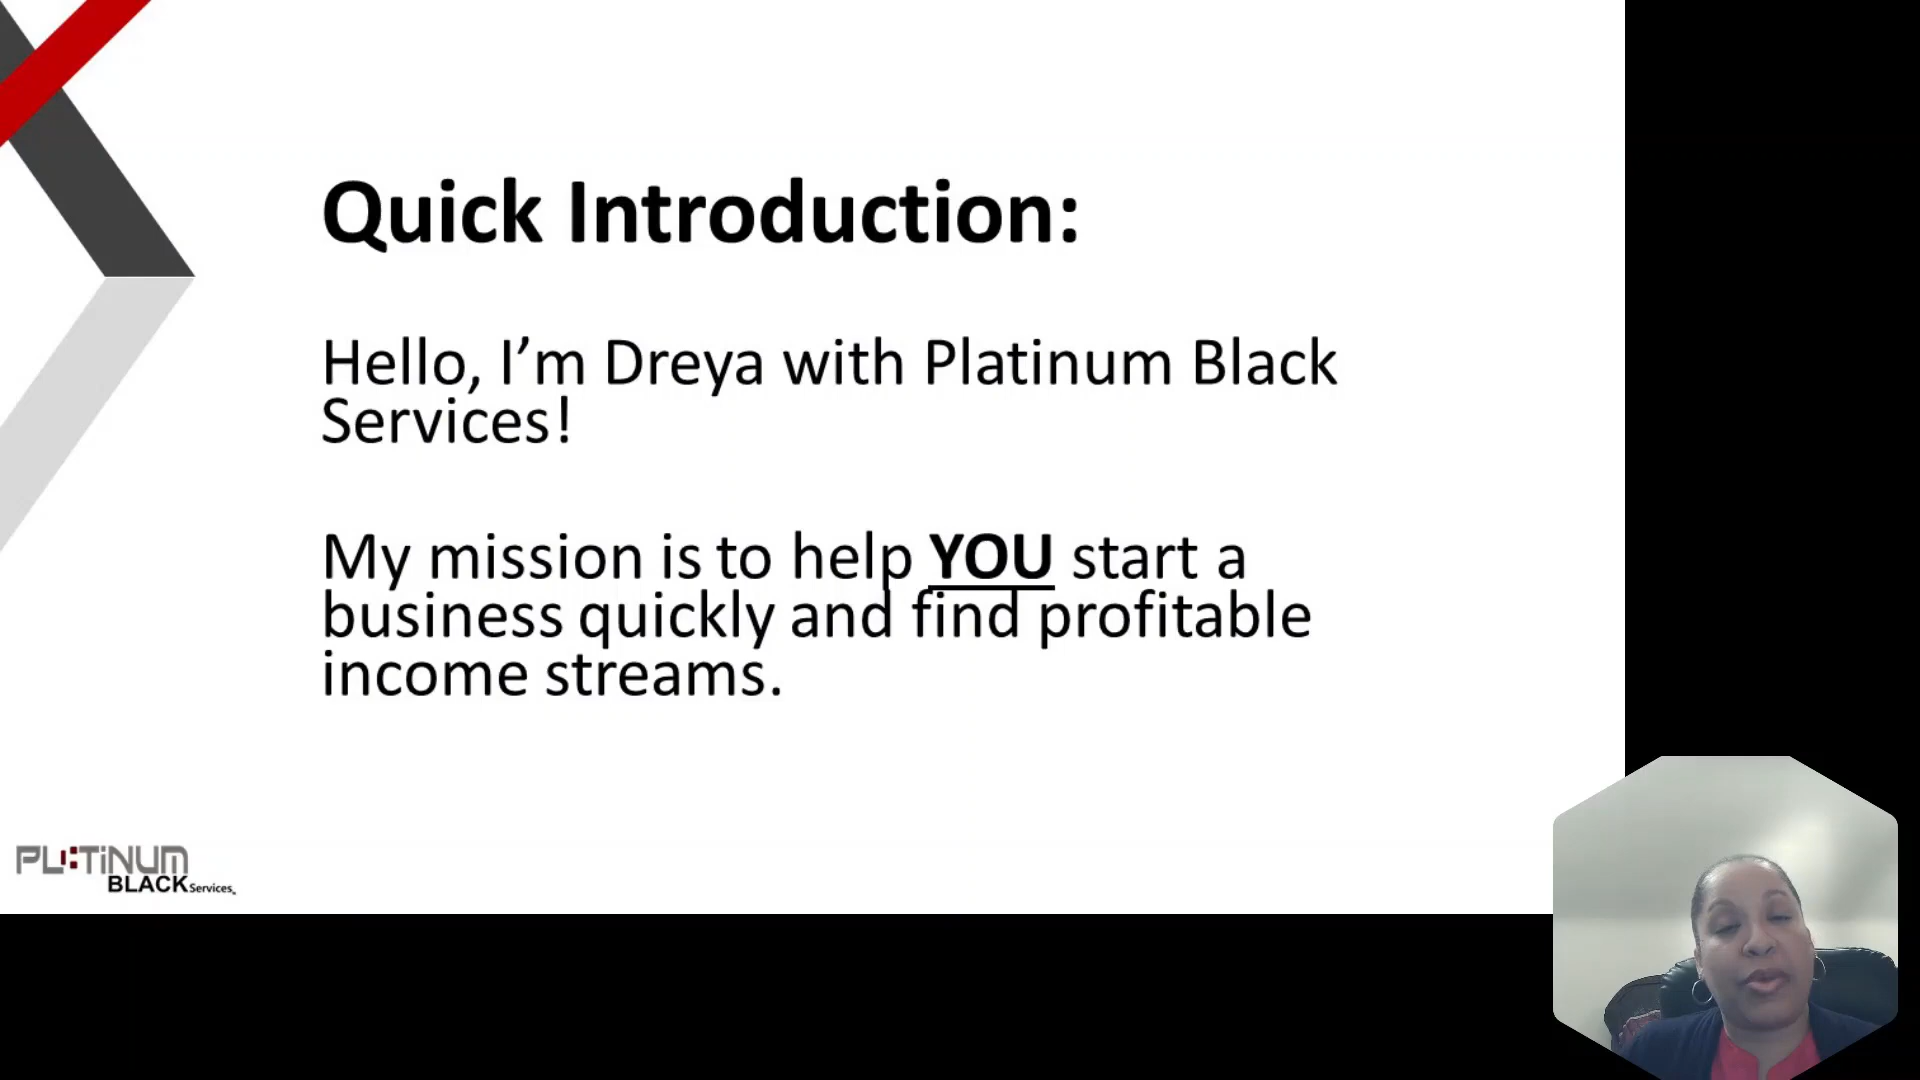 Quick Introduction:
Hello, I’m Dreya with Platinum Black
Services!
My mission is to help YOU start a
business quickly and find profitable
income streams.
PLATiNUM
BLACK Services